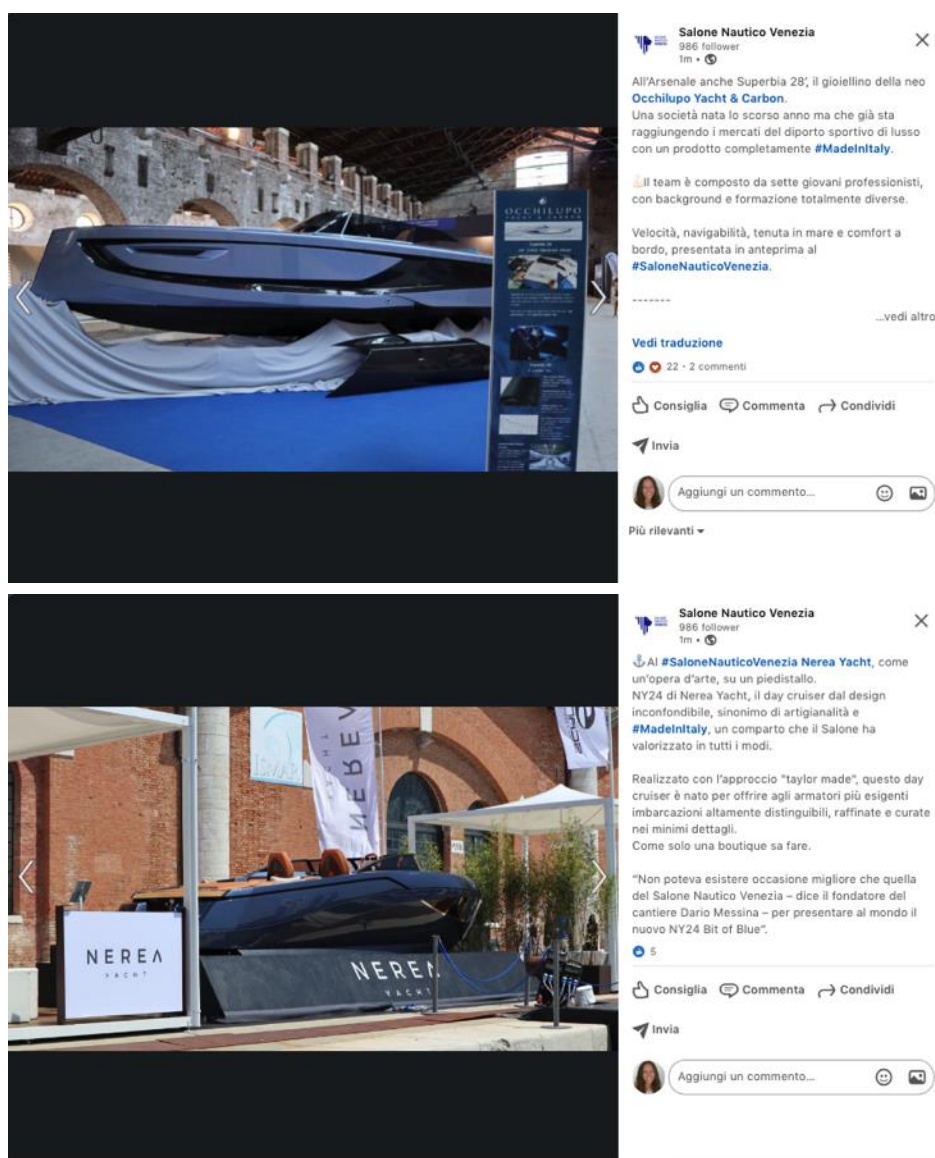 Salone Nautico Venezia
986 follower
1m •
All'Arsenale anche Superbia 28', il gioiellino della neo
Occhilupo Yacht & Carbon.
Una società nata lo scorso anno ma che già sta
raggiungendo i mercati del diporto sportivo di lusso
con un prodotto completamente #MadeInItaly.
Il team è composto da sette giovani professionisti,
con background e formazione totalmente diverse.
Velocità, navigabilità, tenuta in mare e comfort a
bordo, presentata in anteprima al
#SaloneNauticoVenezia.
-------
...vedi altro
Vedi traduzione
22 · 2 commenti
Consiglia Commenta Condividi
Invia
Aggiungi un commento...
Più rilevanti
OCCHILUPO
YACHT & CARBON
Salone Nautico Venezia
986 follower
1m •
⚓Al #SaloneNauticoVenezia Nerea Yacht, come
un'opera d'arte, su un piedistallo.
NY24 di Nerea Yacht, il day cruiser dal design
inconfondibile, sinonimo di artigianalità e
#MadeInItaly, un comparto che il Salone ha
valorizzato in tutti i modi.
Realizzato con l'approccio "taylor made", questo day
cruiser è nato per offrire agli armatori più esigenti
imbarcazioni altamente distinguibili, raffinate e curate
nei minimi dettagli.
Come solo una boutique sa fare.
"Non poteva esistere occasione migliore che quella
del Salone Nautico Venezia – dice il fondatore del
cantiere Dario Messina – per presentare al mondo il
nuovo NY24 Bit of Blue".
5
Consiglia Commenta Condividi
Invia
Aggiungi un commento...
ISMAR
NEREA
YACHT
NEREA
YACHT
NEREA
YACHT